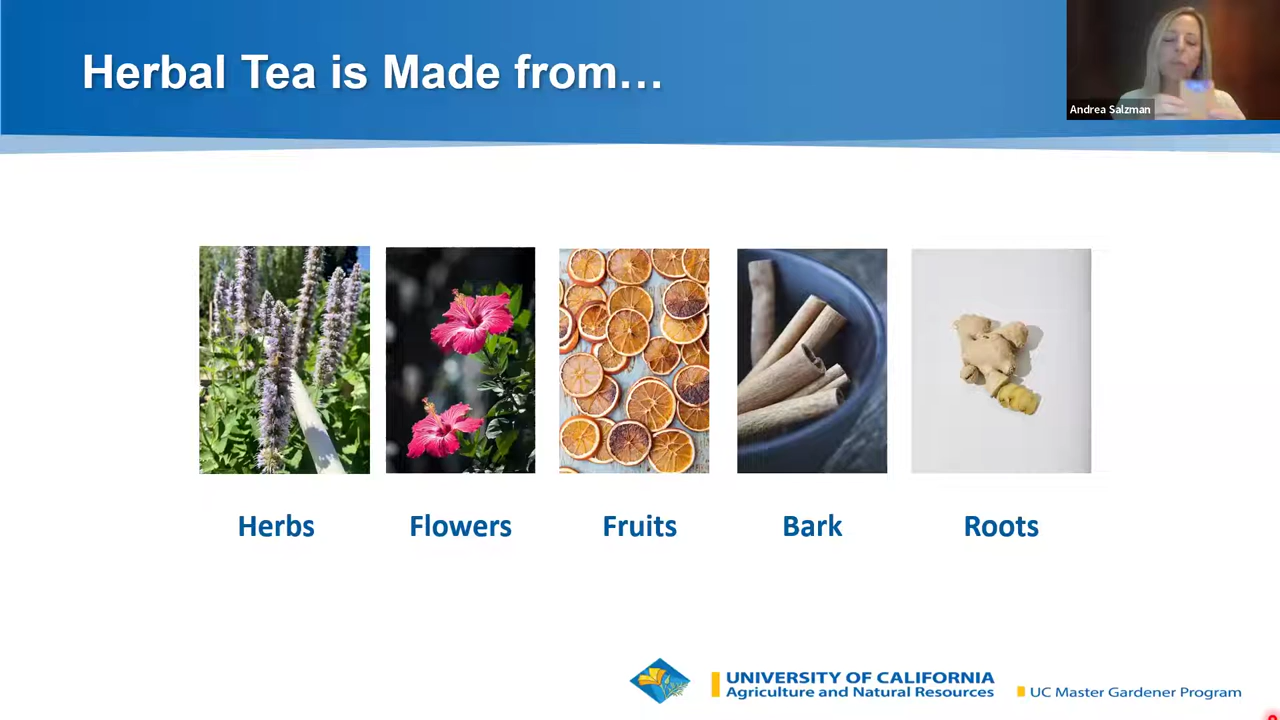 Herbal Tea is Made from…
Andrea Salzman
Herbs
Flowers
Fruits
Bark
Roots
UNIVERSITY OF CALIFORNIA
Agriculture and Natural Resources
UC Master Gardener Program